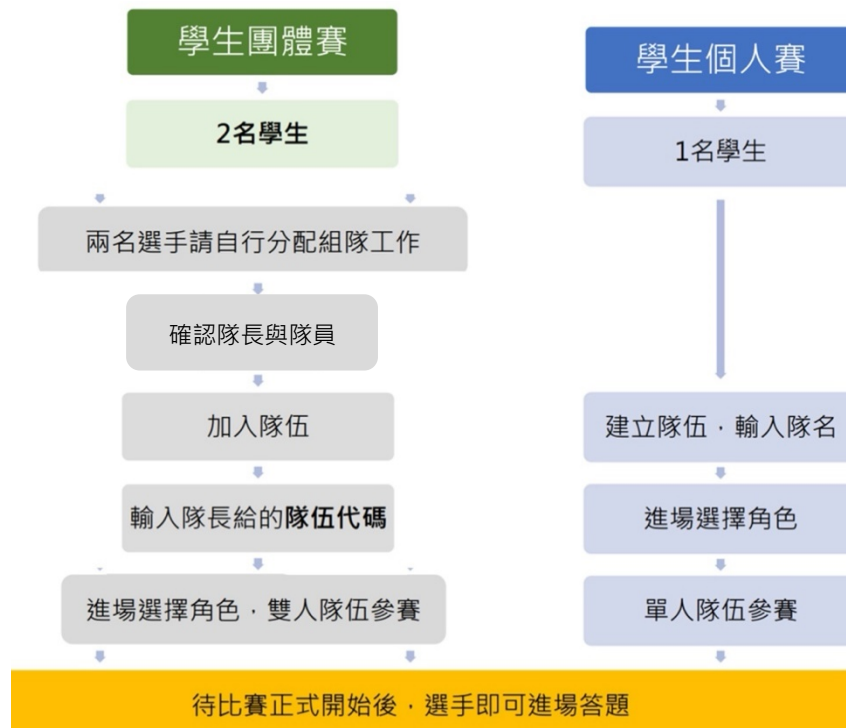 學生團體賽
2名學生
兩名選手請自行分配組隊工作
確認隊長與隊員
加入隊伍
輸入隊長給的隊伍代碼
進場選擇角色，雙人隊伍參賽
學生個人賽
1名學生
建立隊伍，輸入隊名
進場選擇角色
單人隊伍參賽
待比賽正式開始後，選手即可進場答題